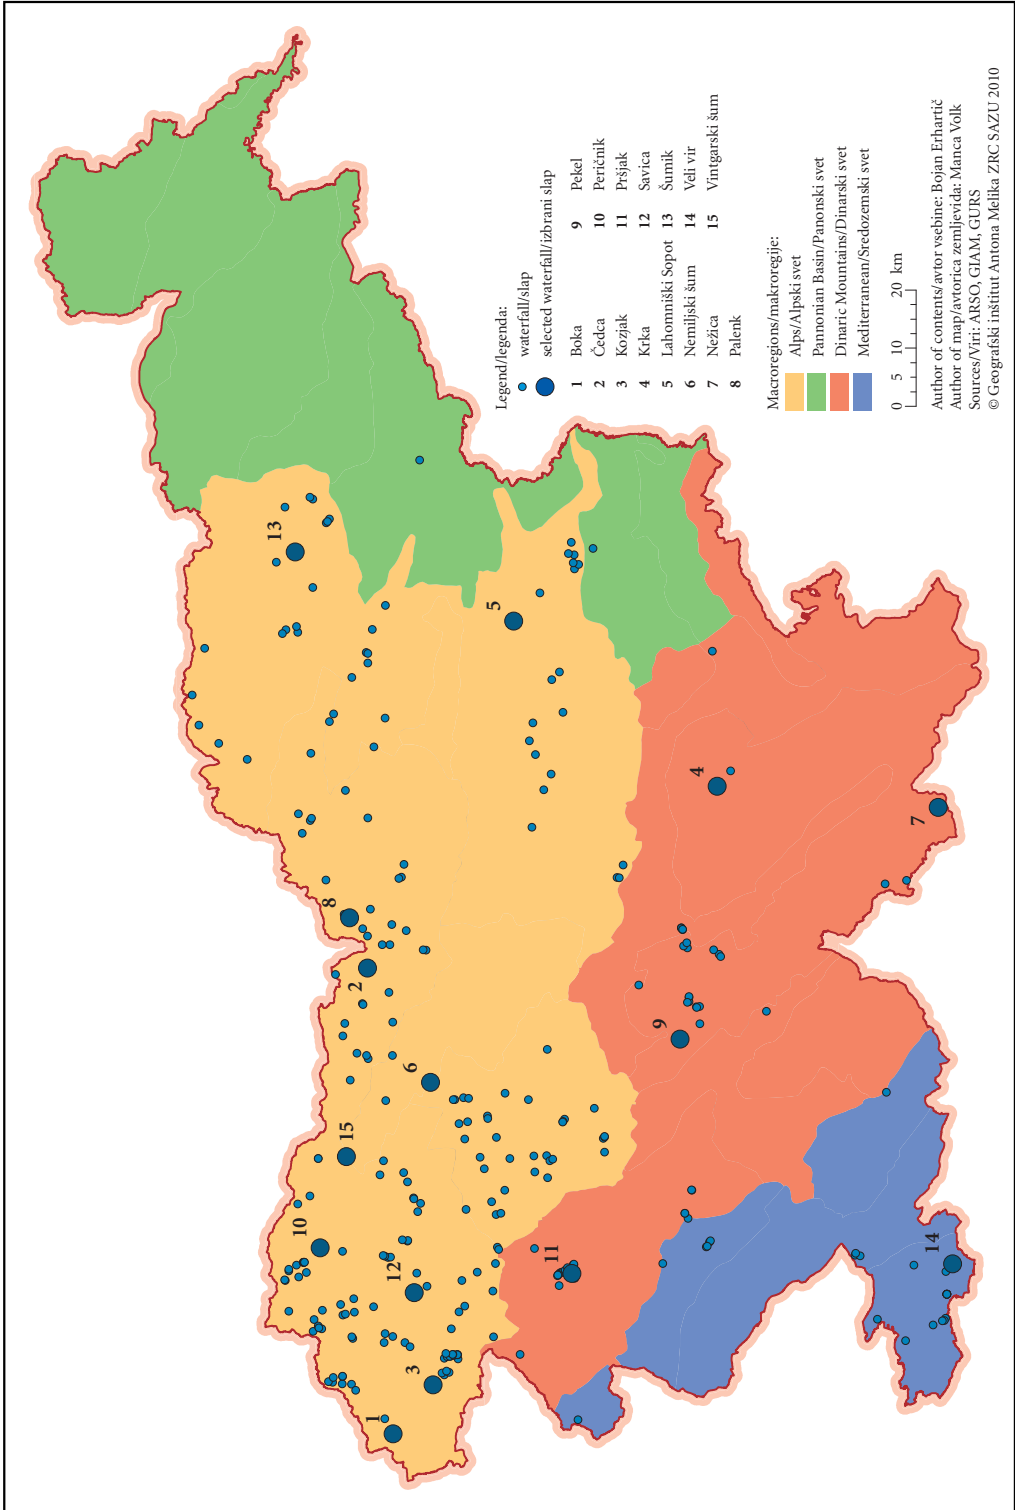 Legend/legenda:
waterfall/slap
selected waterfall/izbrani slap
1 Boka
2 Čedca
3 Kozjak
4 Krka
5 Lahomniški Sopot
6 Nemiljski šum
7 Nežica
8 Palenk
9 Pekel
10 Peričnik
11 Pršjak
12 Savica
13 Šumik
14 Veli vir
15 Vintgarski šum
Macroregions/makroregije:
Alps/Alpski svet
Pannonian Basin/Panonski svet
Dinaric Mountains/Dinarski svet
Mediterranean/Sredozemski svet
0 5 10 20 km
Author of contents/avtor vsebine: Bojan Erhartič
Author of map/avtorica zemljevida: Manca Volk
Sources/Viri: ARSO, GIAM, GURS
© Geografski inštitut Antona Melika ZRC SAZU 2010
1
3
12
10
11
14
15
6
9
2
8
7
4
5
13